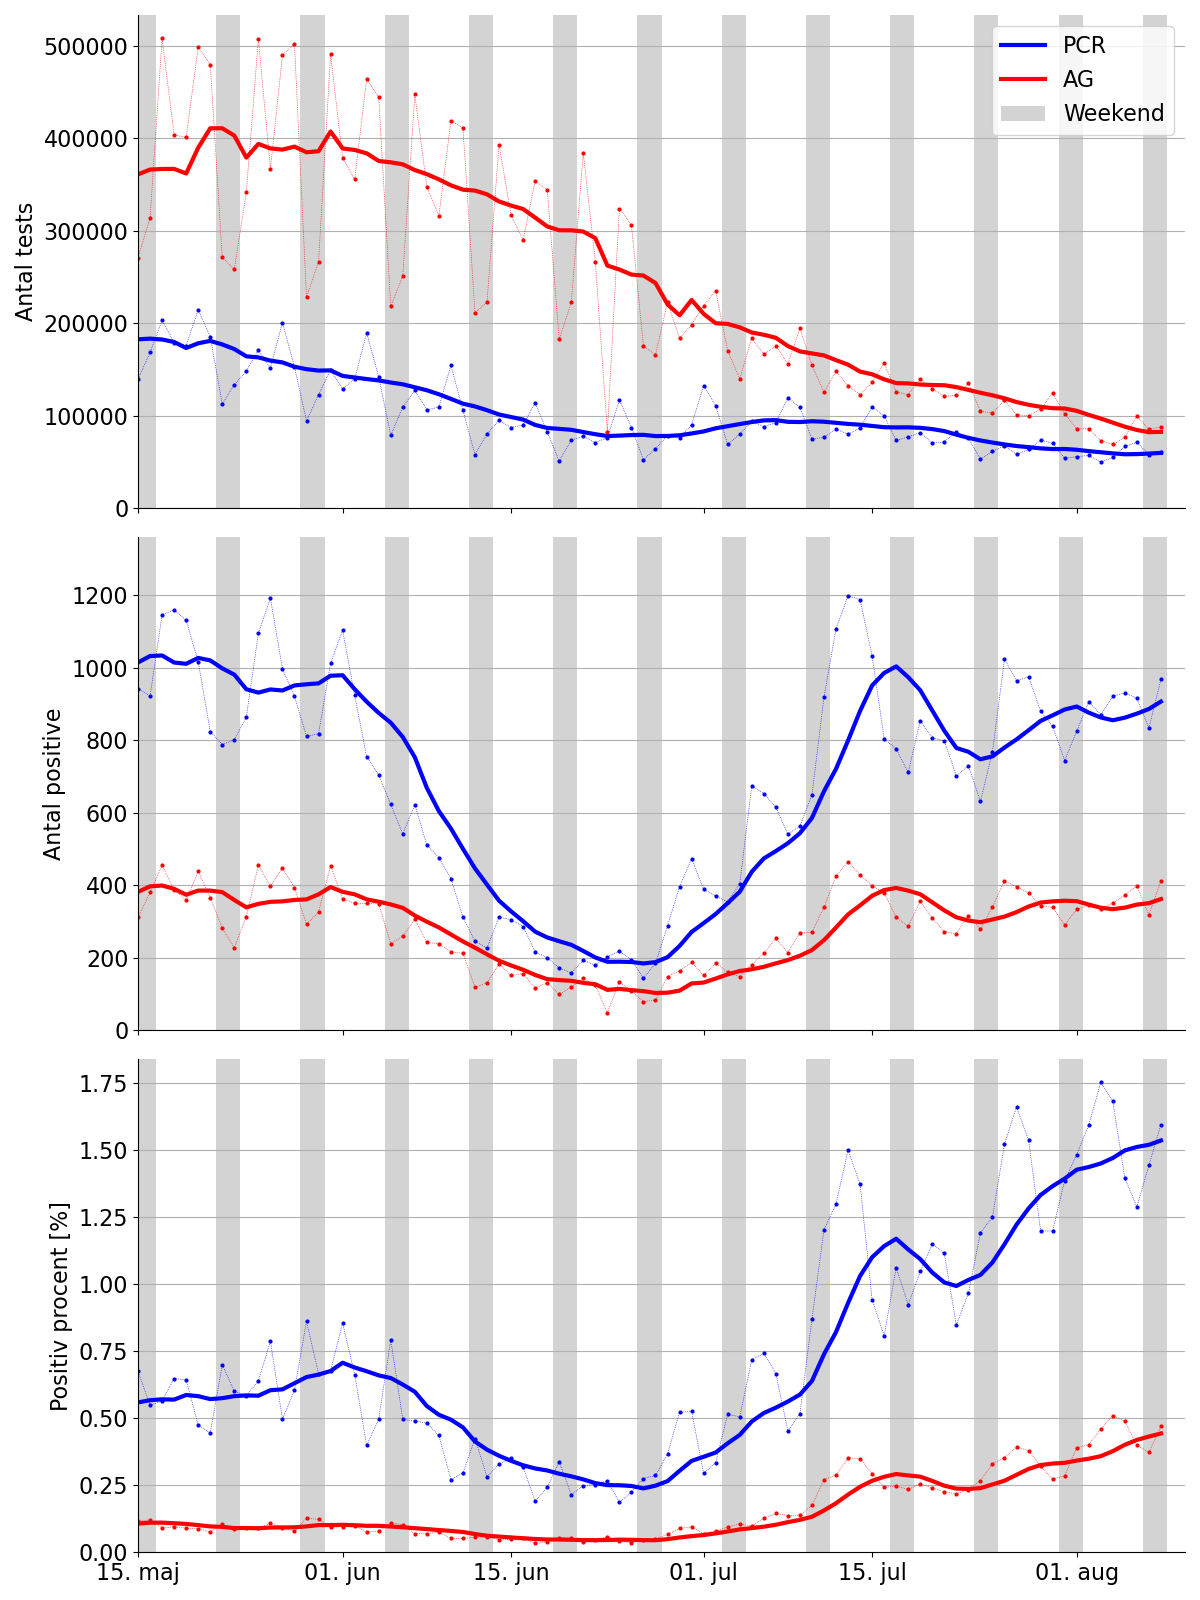 PCR
AG
Weekend
500000
400000
300000
200000
100000
0
Antal tests
1200
1000
800
600
400
200
0
Antal positive
1.75
1.50
1.25
1.00
0.75
0.50
0.25
0.00
Positiv procent [%]
15. maj
01. jun
15. jun
01. jul
15. jul
01. aug